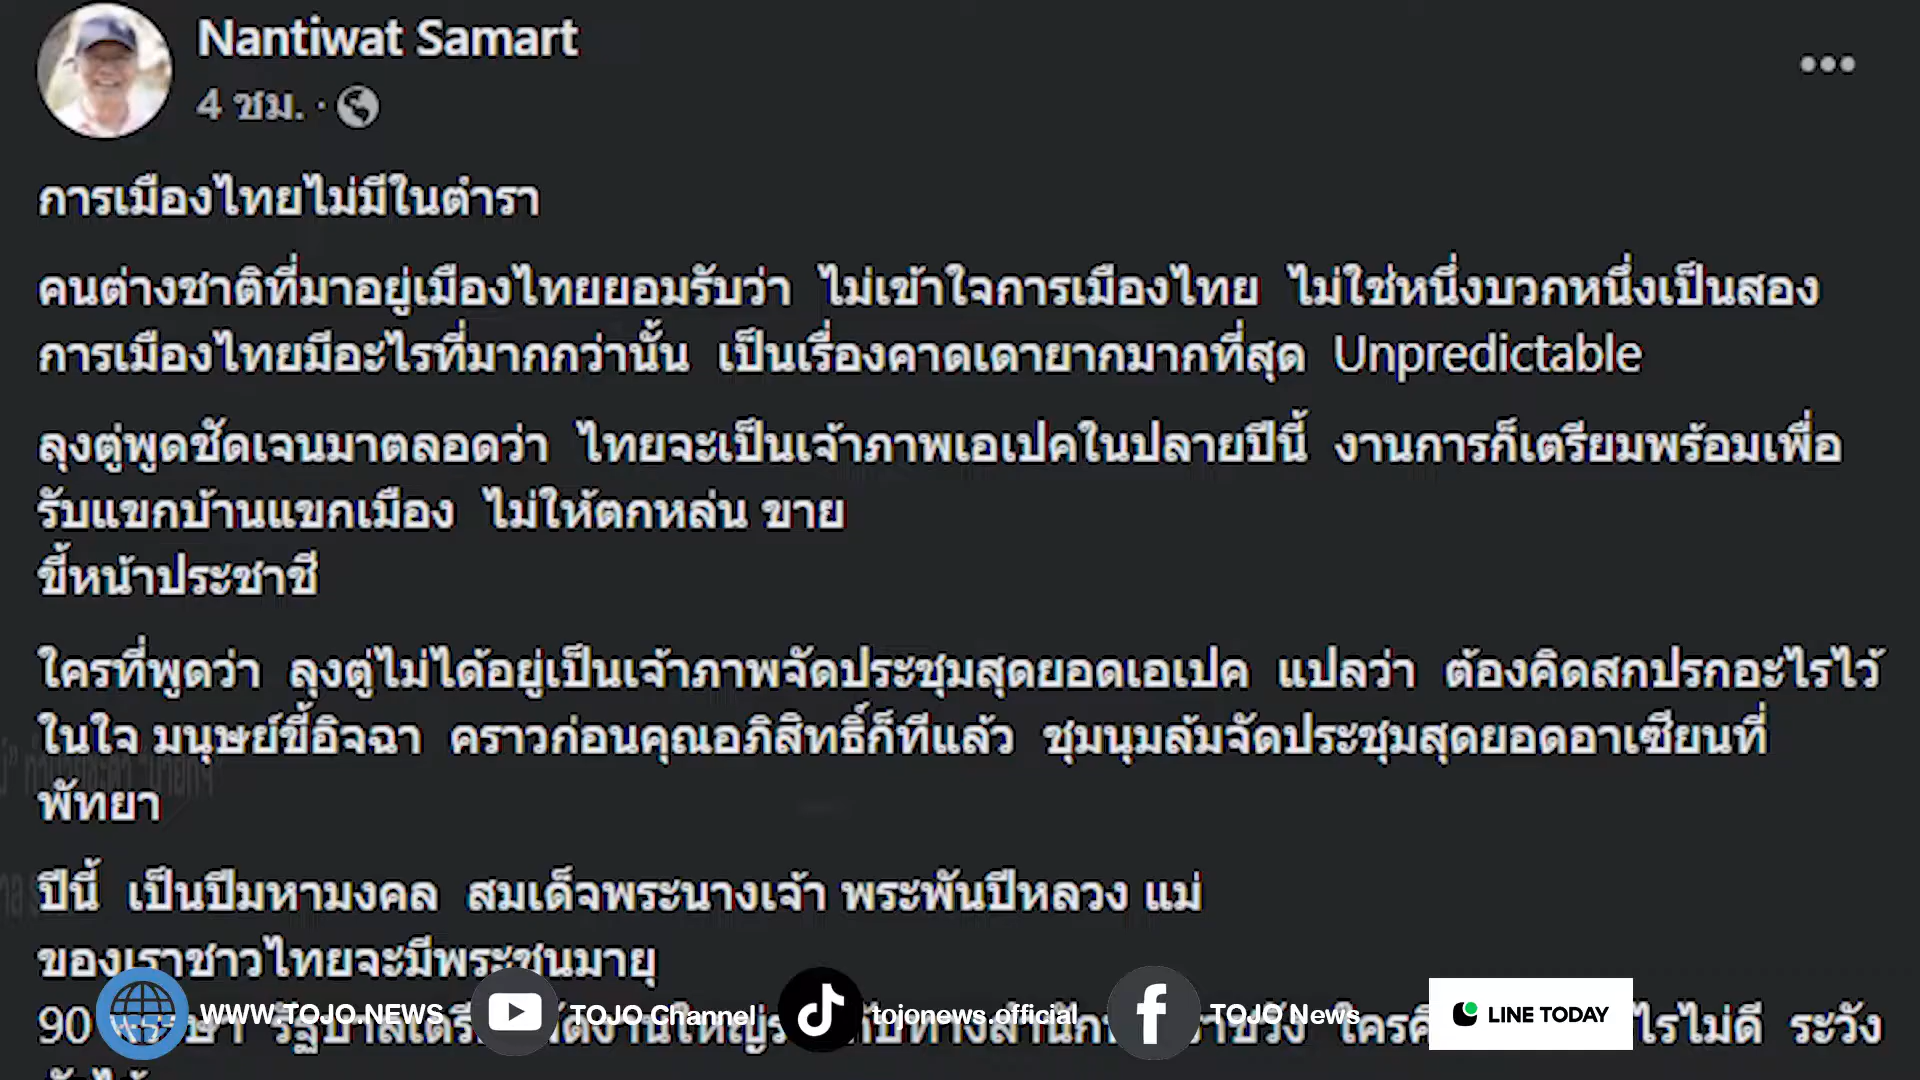 Nantiwat Samart
4 ชม. ·
การเมืองไทยไม่มีในตำรา
คนต่างชาติที่มาอยู่เมืองไทยยอมรับว่า ไม่เข้าใจการเมืองไทย ไม่ใช่หนึ่งบวกหนึ่งเป็นสอง
การเมืองไทยมีอะไรที่มากกว่านั้น เป็นเรื่องคาดเดายากมากที่สุด Unpredictable
ลุงตู่พูดชัดเจนมาตลอดว่า ไทยจะเป็นเจ้าภาพเอเปคในปลายปีนี้ งานการก็เตรียมพร้อมเพื่อ
รับแขกบ้านแขกเมือง ไม่ให้ตกหล่น ขาย
ขี้หน้าประชาชี
ใครที่พูดว่า ลุงตู่ไม่ได้อยู่เป็นเจ้าภาพจัดประชุมสุดยอดเอเปค แปลว่า ต้องคิดสกปรกอะไรไว้
ในใจ มนุษย์ขี้อิจฉา คราวก่อนคุณอภิสิทธิ์ก็ทีแล้ว ชุมนุมล้มจัดประชุมสุดยอดอาเซียนที่
พัทยา
ปีนี้ เป็นปีมหามงคล สมเด็จพระนางเจ้า พระพันปีหลวง แม่
ของเราชาวไทยจะมีพระชนมายุ
90 ไรไม่ดี ระวัง
WWW.TOJO.NEWS TOJO Channel tojonews.official TOJO News LINE TODAY